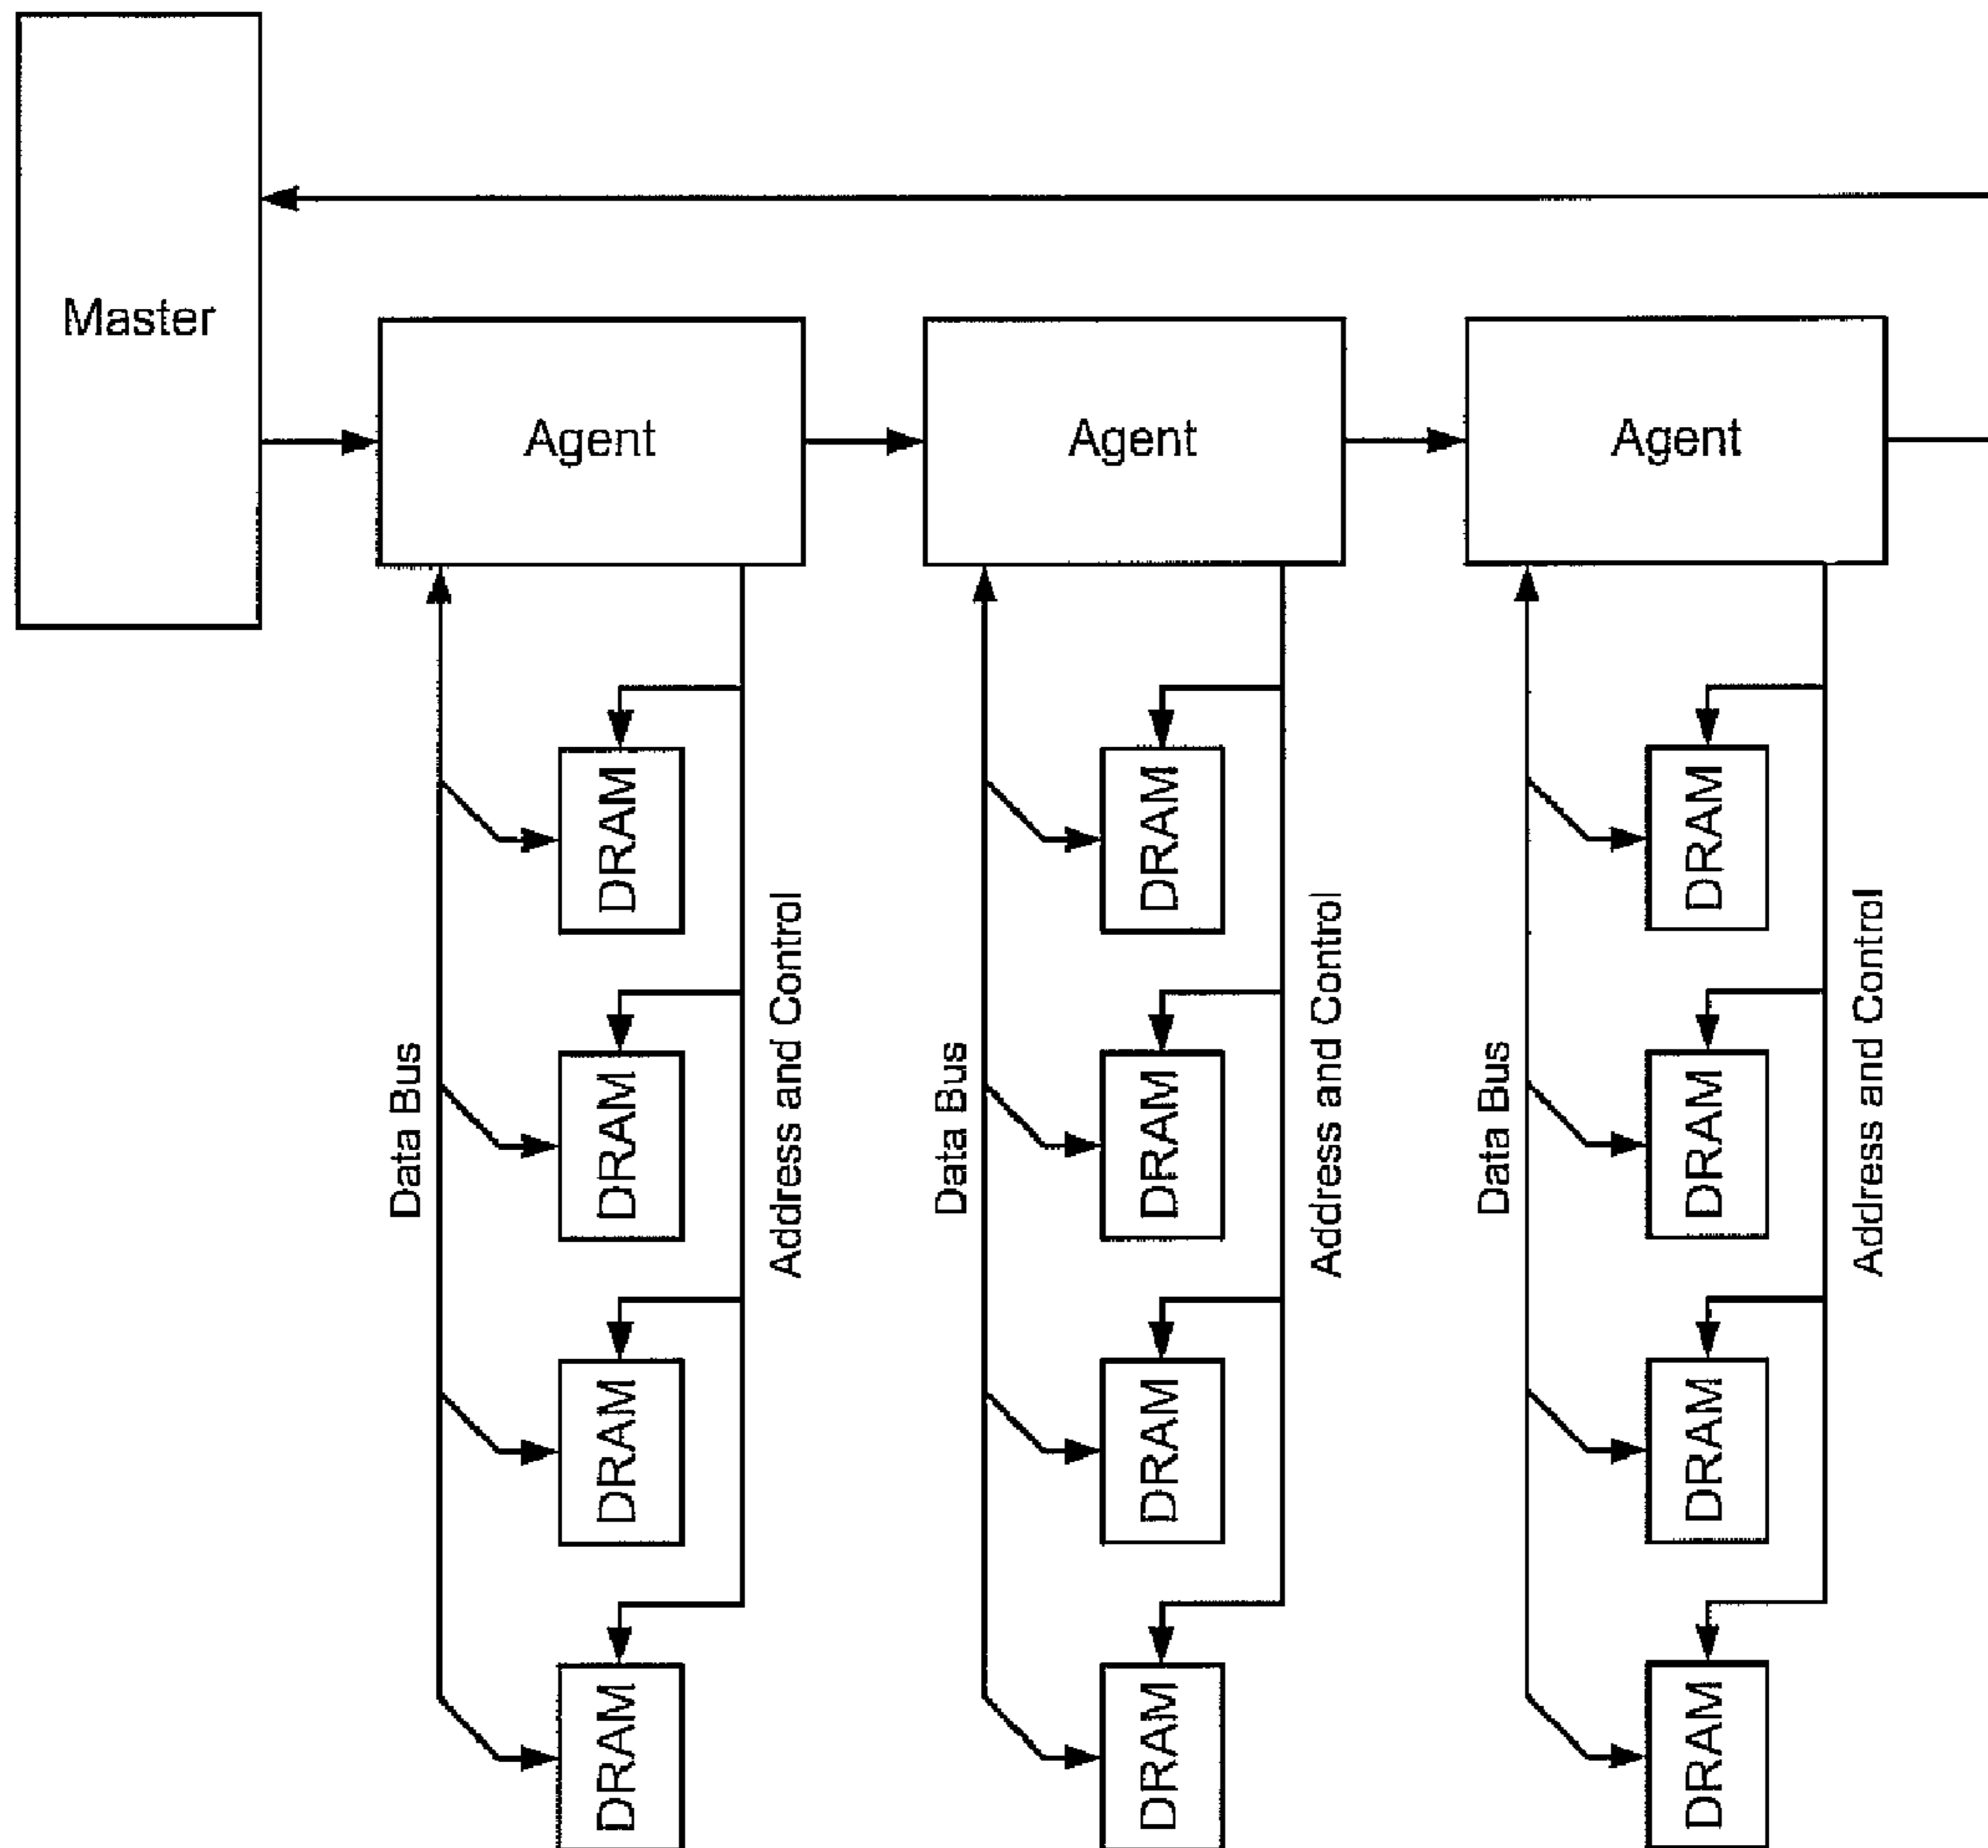 Master
Agent
Agent
Agent
DRAM
DRAM
DRAM
Data Bus
Address and Control
Data Bus
Address and Control
Data Bus
Address and Control
DRAM
DRAM
DRAM
DRAM
DRAM
DRAM
DRAM
DRAM
DRAM